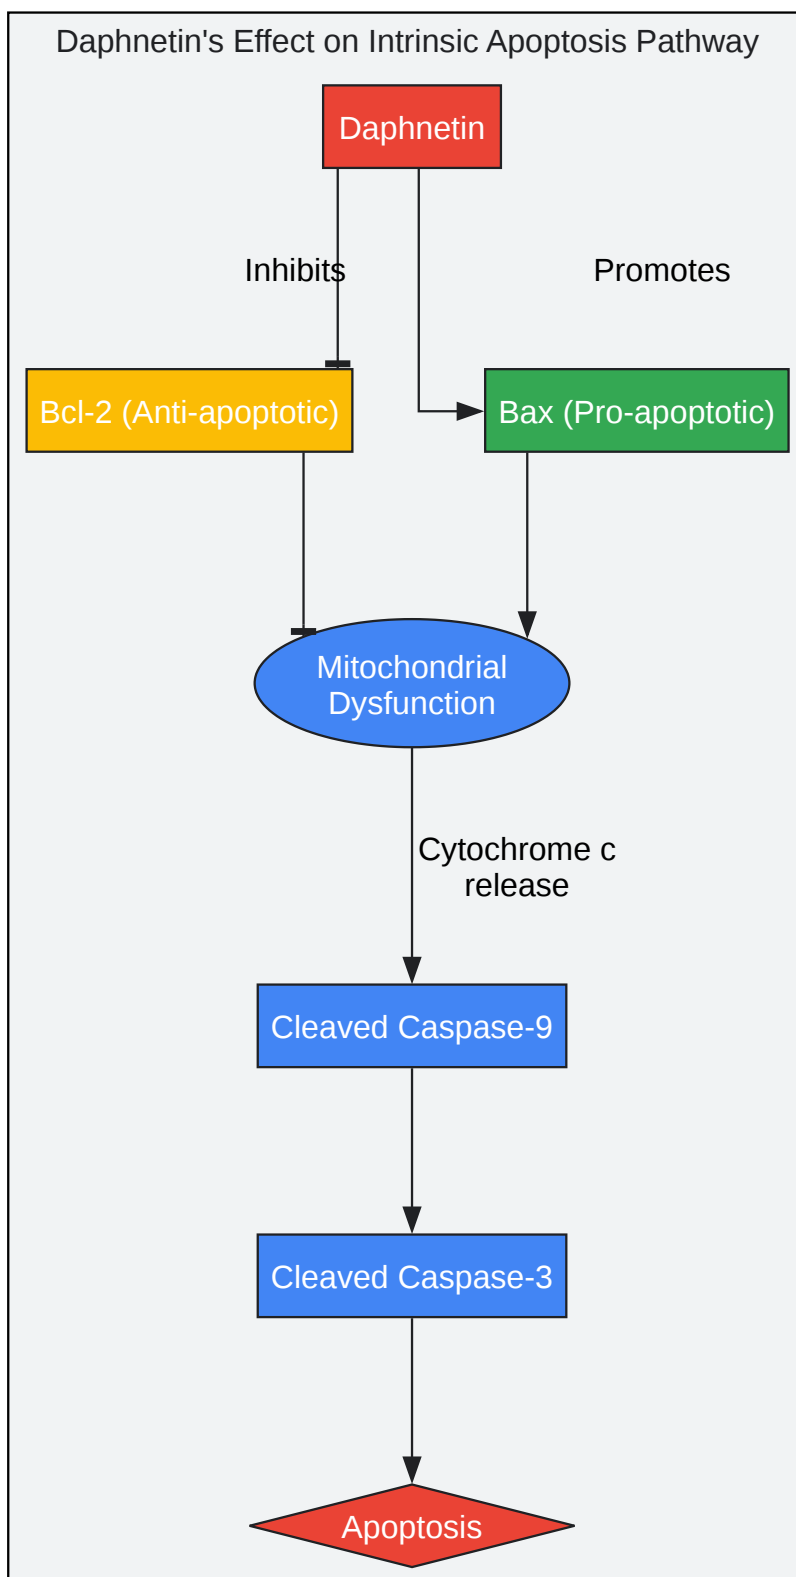 Daphnetin's Effect on Intrinsic Apoptosis Pathway
Daphnetin
Inhibits
Promotes
Bcl-2 (Anti-apoptotic)
Bax (Pro-apoptotic)
Mitochondrial
Dysfunction
Cytochrome c
release
Cleaved Caspase-9
Cleaved Caspase-3
Apoptosis